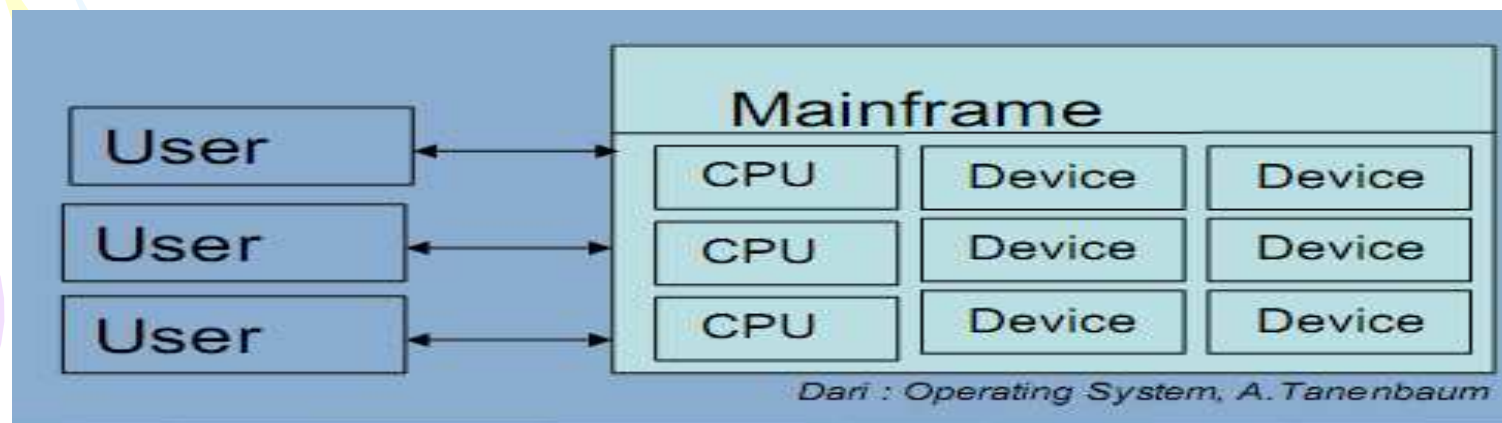 Mainframe
User
CPU Device Device
User
CPU Device Device
User
CPU Device Device
Dari : Operating System, A.Tanenbaum